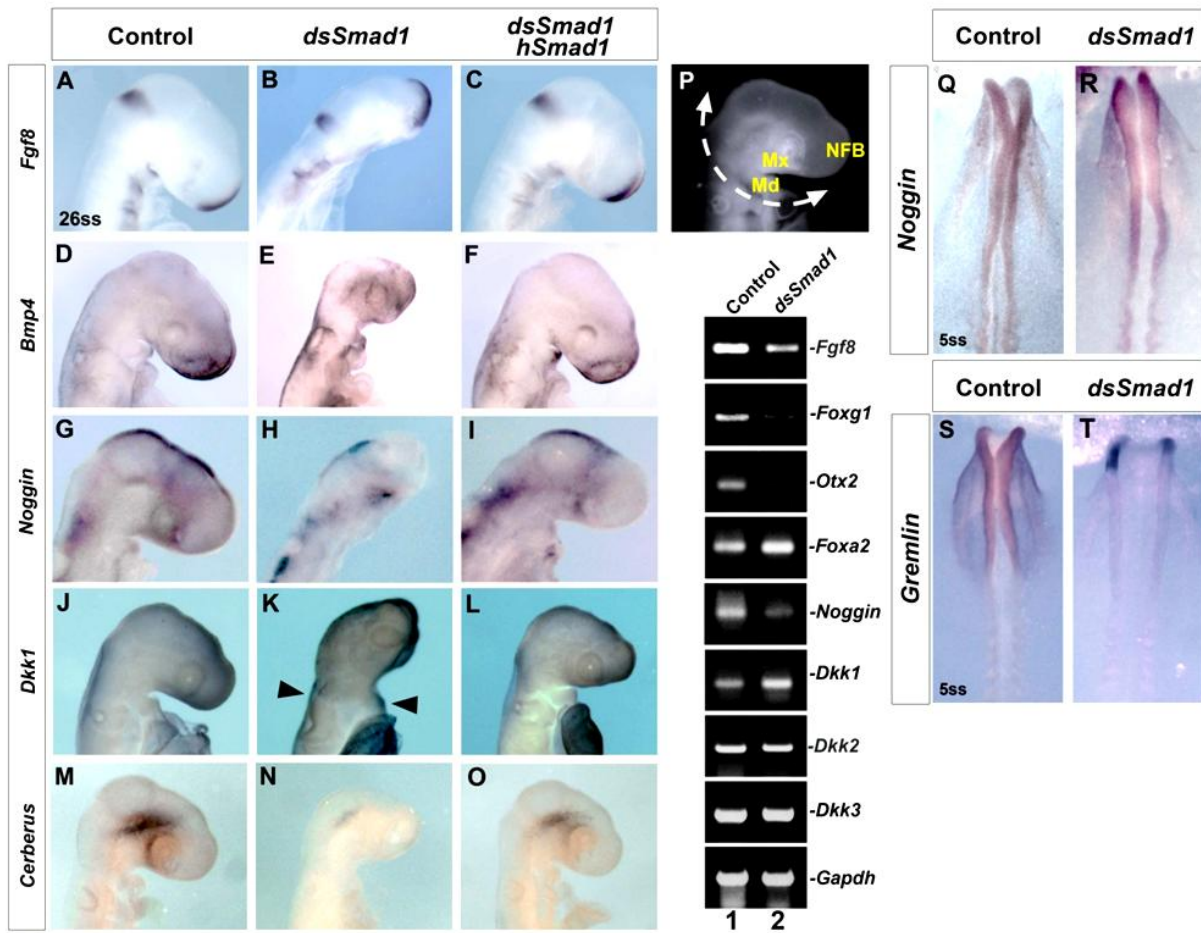 Control
dsSmad1
dsSmad1
hSmad1
Fgf8
A
26ss
B
C
Bmp4
D
E
F
Noggin
G
H
I
Dkk1
J
K
L
Cerberus
M
N
O
P
Mx
Md
NFB
Control
dsSmad1
-Fgf8
-Foxg1
-Otx2
-Foxa2
-Noggin
-Dkk1
-Dkk2
-Dkk3
-Gapdh
1 2
Control
dsSmad1
Noggin
Q
5ss
R
Control
dsSmad1
Gremlin
S
5ss
T